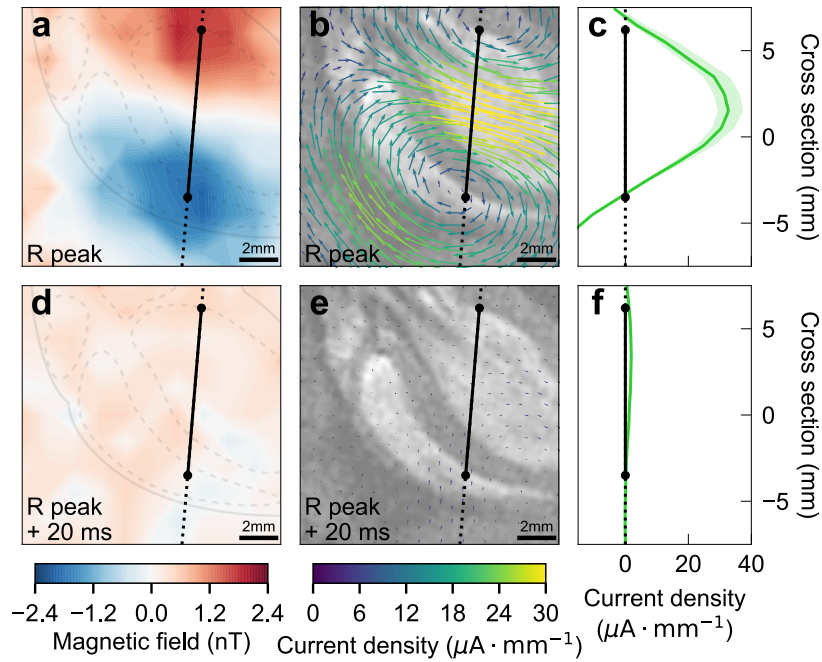 a
R peak
2mm
b
R peak
2mm
c
5
0
−5
Cross section (mm)
d
R peak
+ 20 ms
2mm
e
R peak
+ 20 ms
2mm
f
5
0
−5
Cross section (mm)
0 20 40
Current density
(μA · mm⁻¹)
−2.4 −1.2 0.0 1.2 2.4
Magnetic field (nT)
0 6 12 18 24 30
Current density (μA · mm⁻¹)